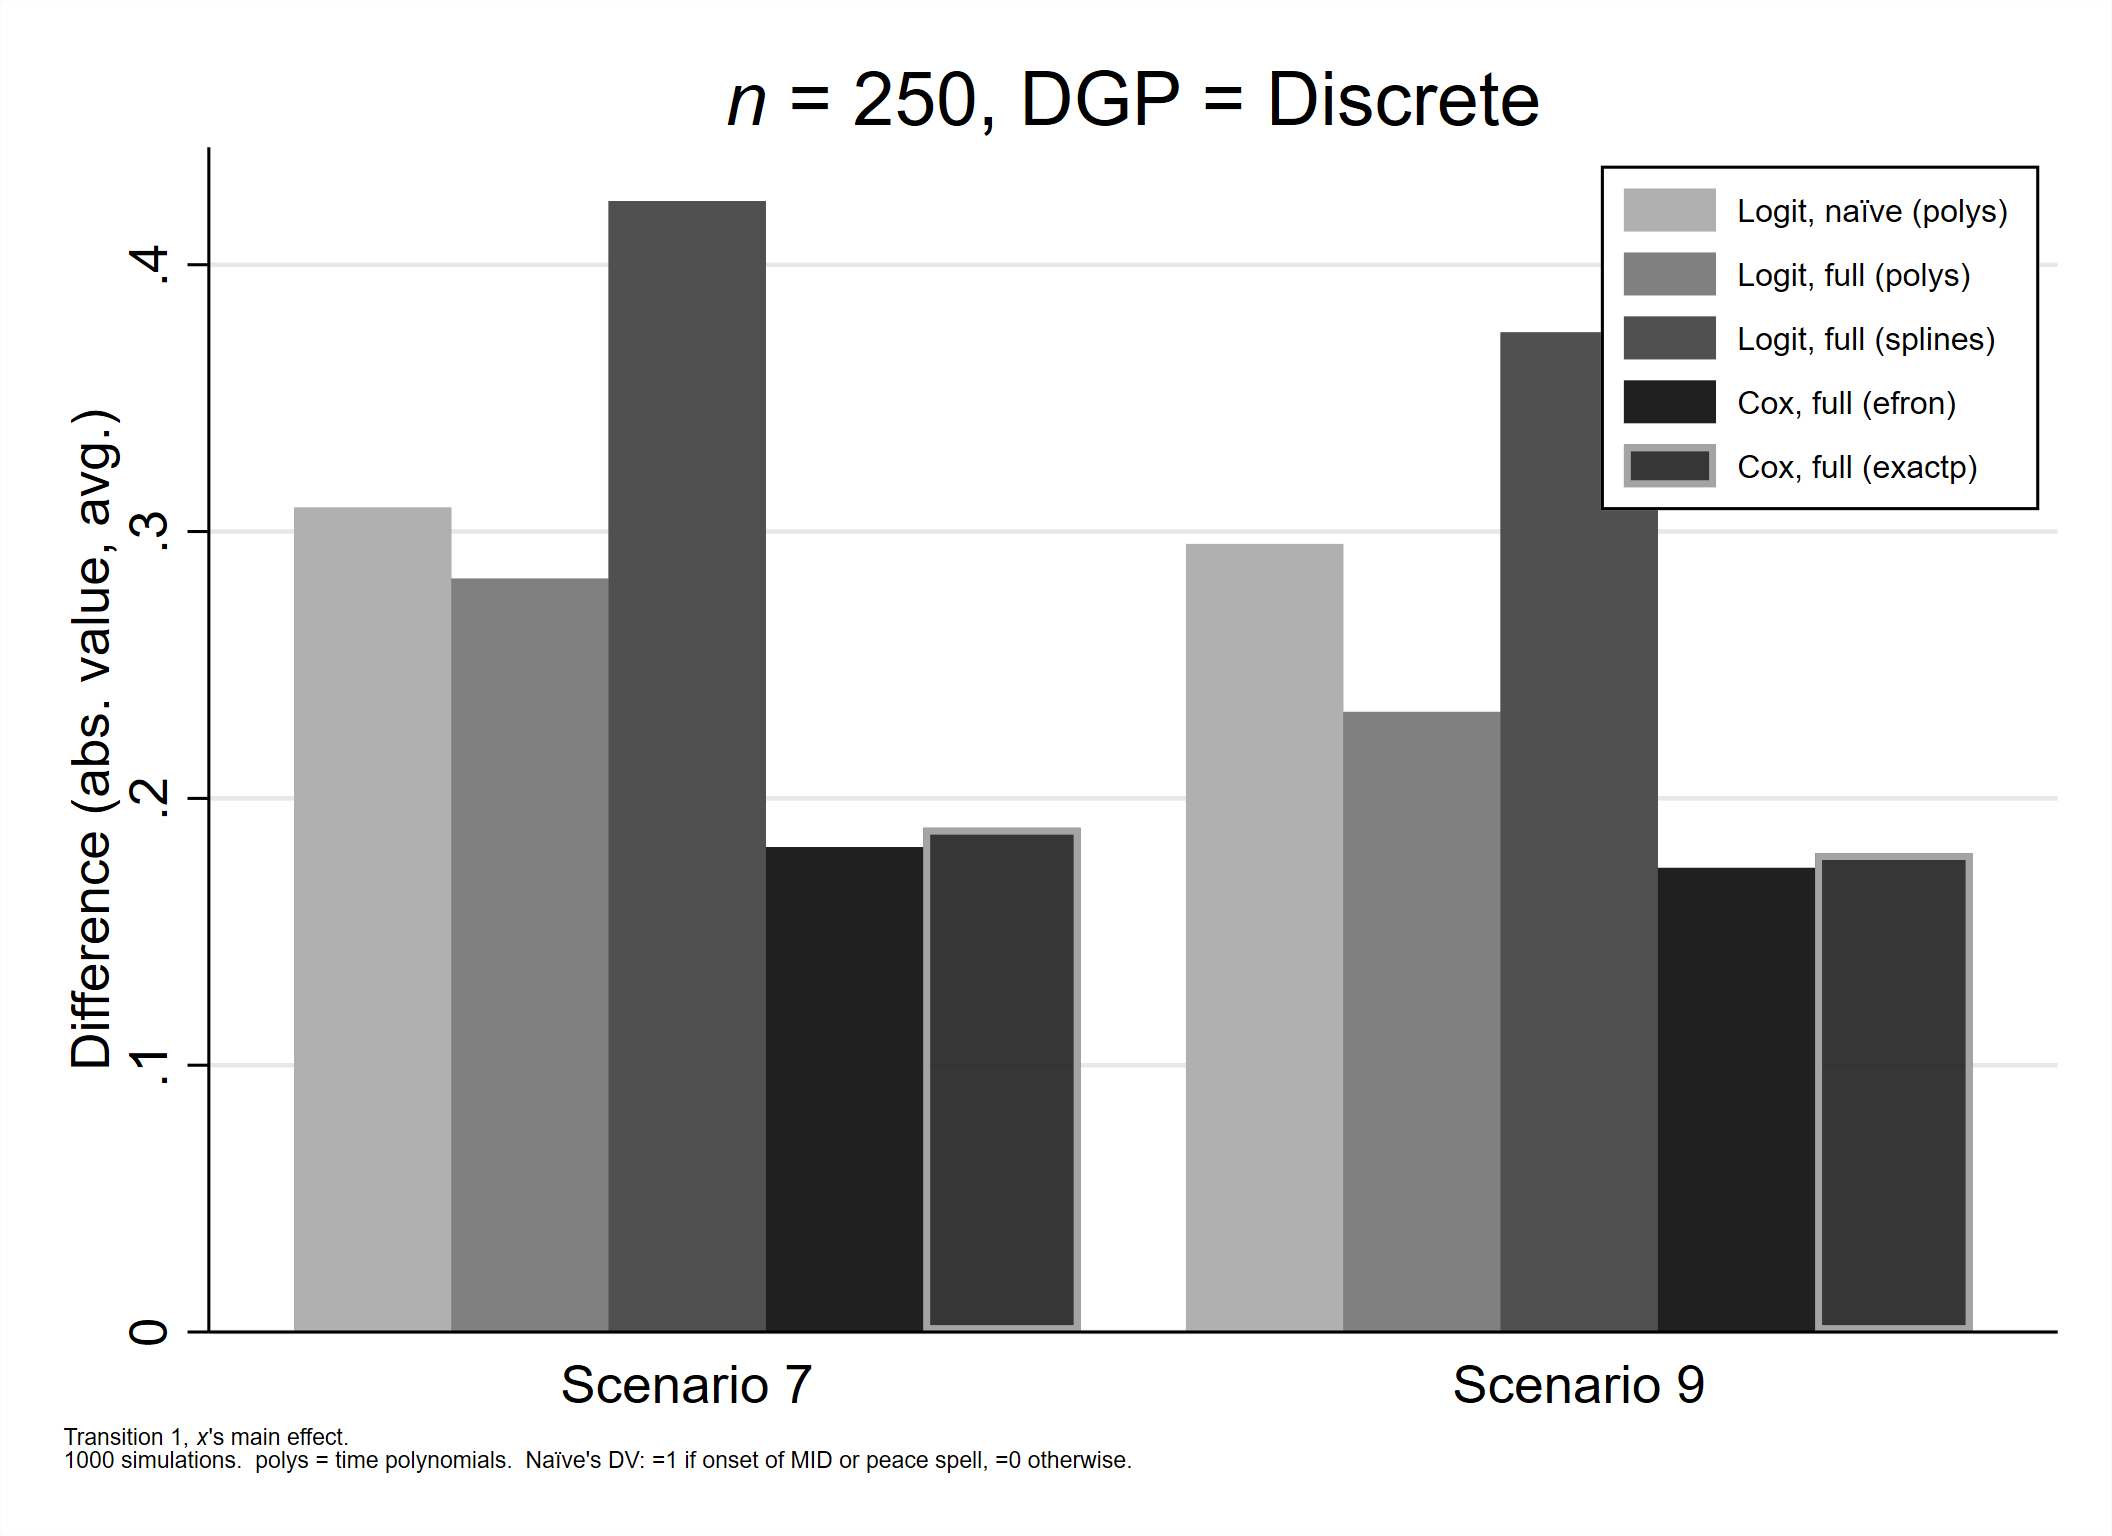 n = 250, DGP = Discrete
Logit, naïve (polys)
Logit, full (polys)
Logit, full (splines)
Cox, full (efron)
Cox, full (exactp)
Difference (abs. value, avg.)
.4
.3
.2
.1
0
Scenario 7
Scenario 9
Transition 1, x's main effect.
1000 simulations.  polys = time polynomials.  Naïve's DV: =1 if onset of MID or peace spell, =0 otherwise.